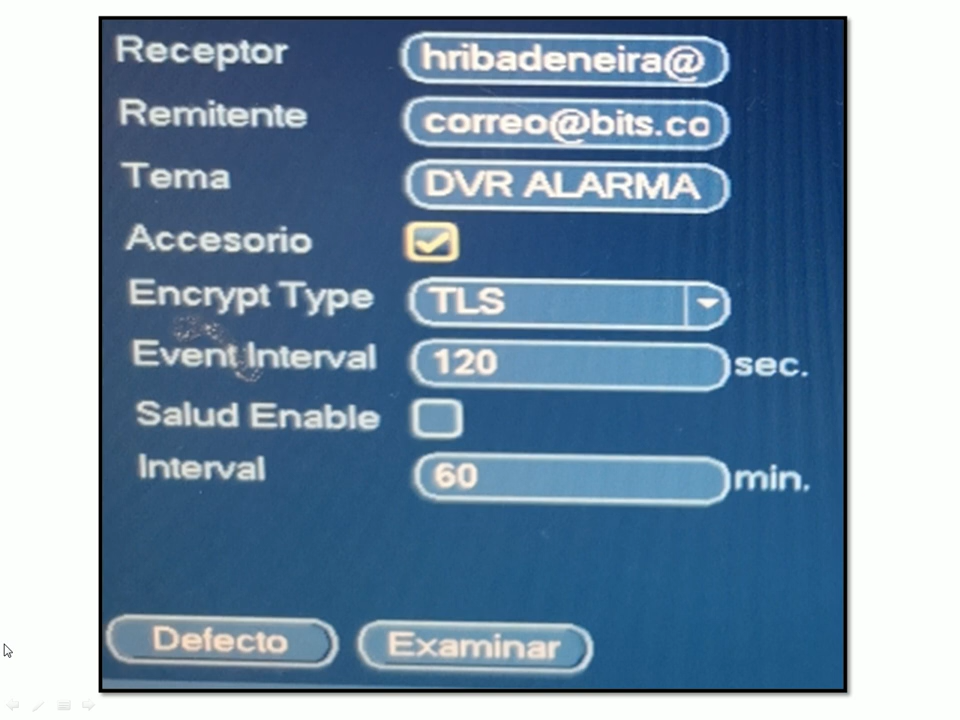 Receptor hribadeneira@
Remitente correo@bits.co
Tema DVR ALARMA
Accesorio
Encrypt Type TLS
Event Interval 120 sec.
Salud Enable
Interval 60 min.
Defecto Examinar